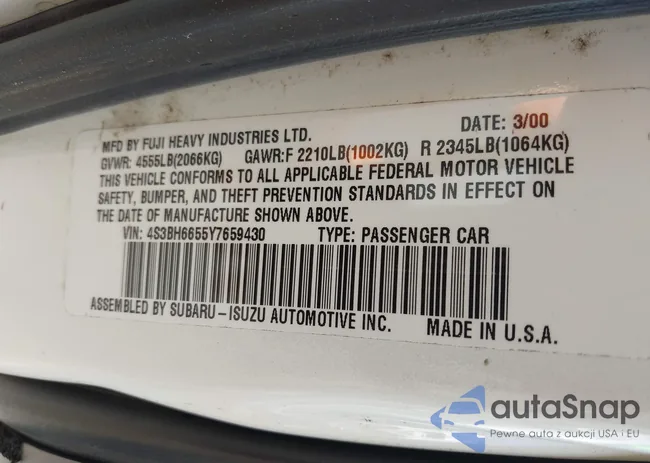 DATE: 3/00
MFD BY FUJI HEAVY INDUSTRIES LTD.
GVWR: 4555LB(2066KG) GAWR:F 2210LB(1002KG) R 2345LB(1064KG)
THIS VEHICLE CONFORMS TO ALL APPLICABLE FEDERAL MOTOR VEHICLE
SAFETY, BUMPER, AND THEFT PREVENTION STANDARDS IN EFFECT ON
THE DATE OF MANUFACTURE SHOWN ABOVE.
VIN: 4S3BH6655Y7659430 TYPE: PASSENGER CAR
ASSEMBLED BY SUBARU-ISUZU AUTOMOTIVE INC. MADE IN U.S.A.
autaSnap
Pewne auta z aukcji USA i EU